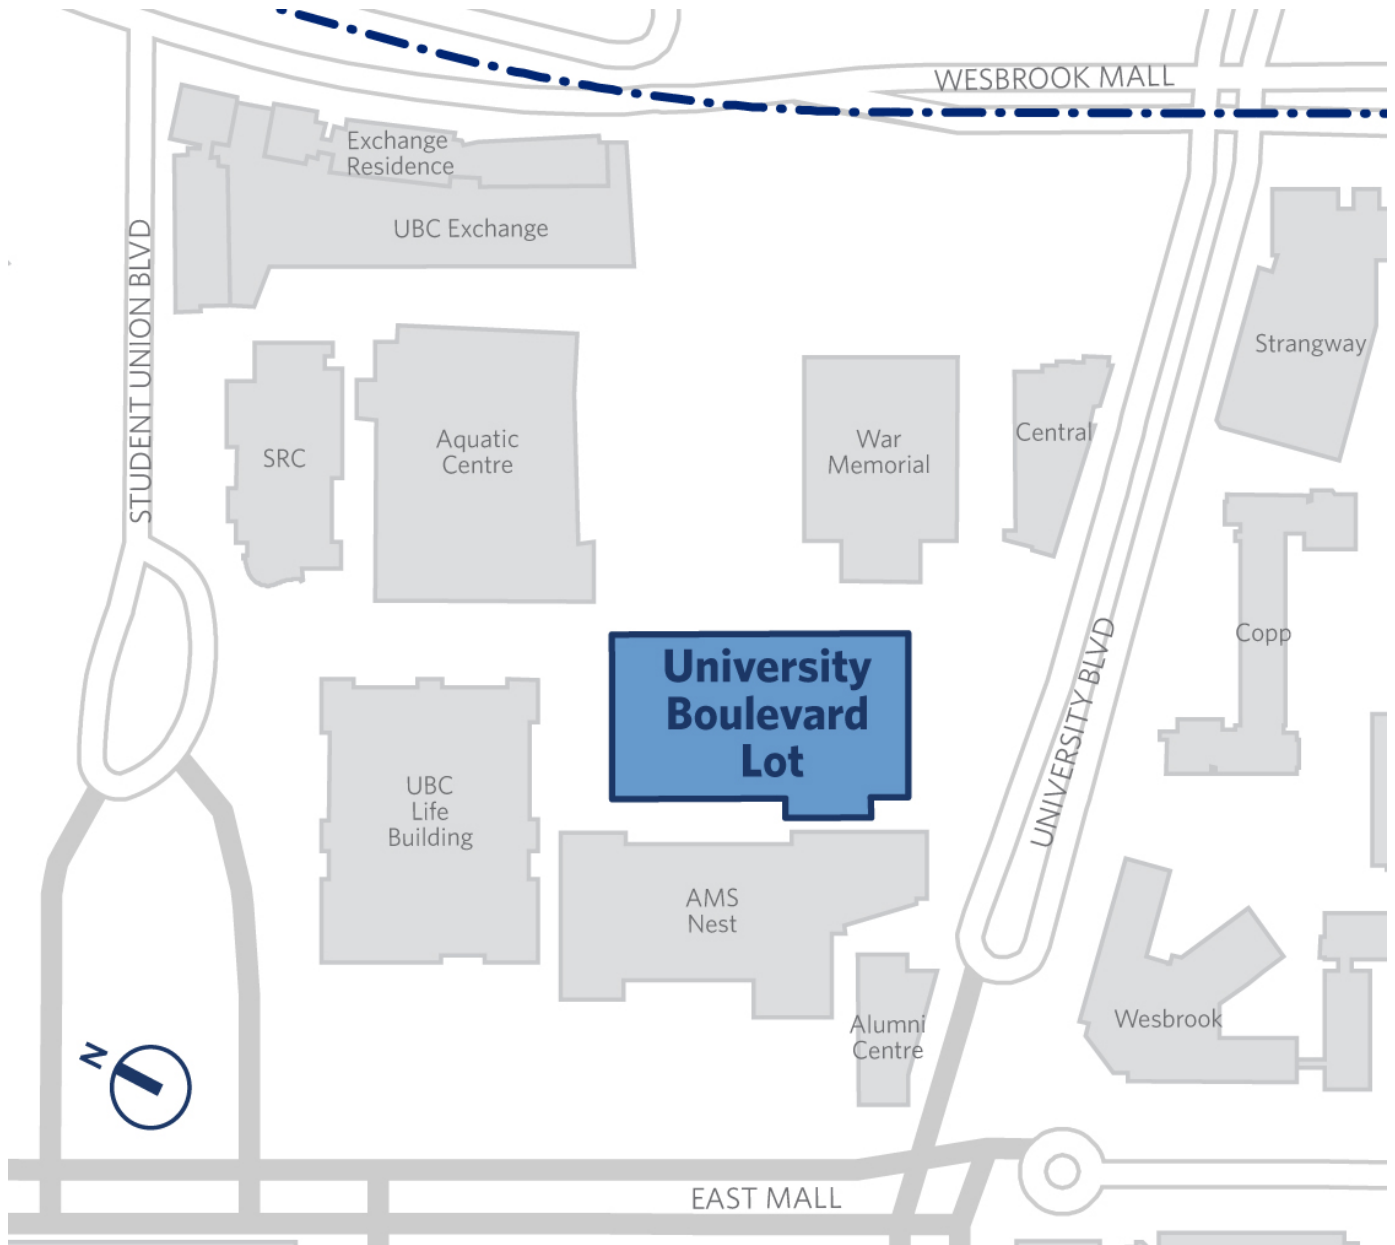 WESBROOK MALL
Exchange
Residence
UBC Exchange
STUDENT UNION BLVD
Strangway
SRC
Aquatic
Centre
War
Memorial
Central
Copp
University
Boulevard
Lot
UNIVERSITY BLVD
UBC
Life
Building
AMS
Nest
Alumni
Centre
Wesbrook
N
EAST MALL